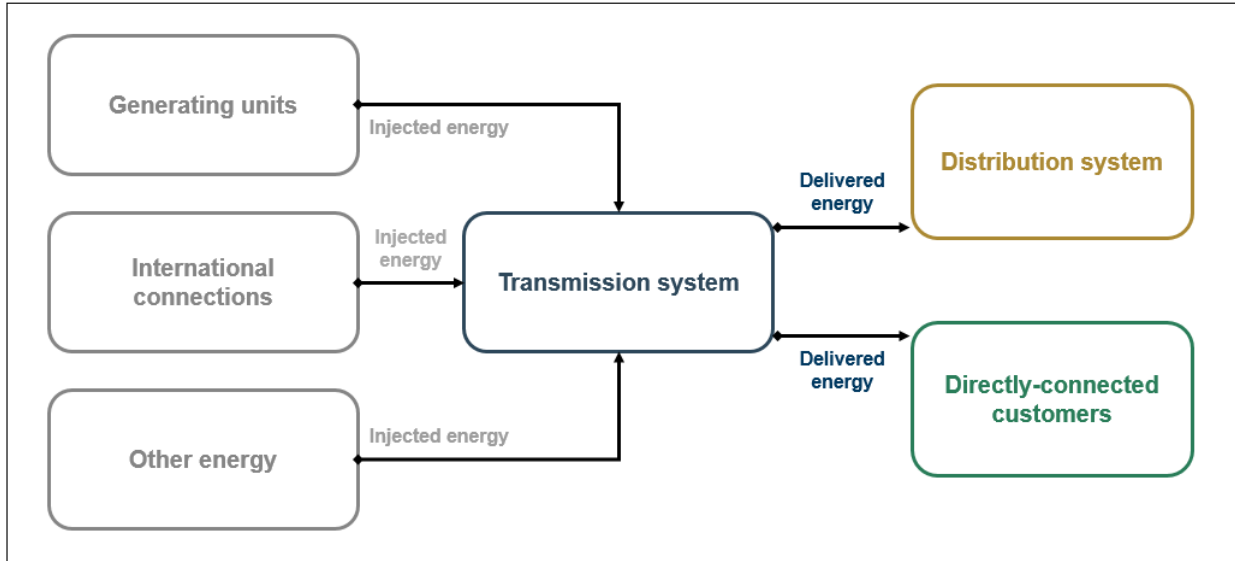 Generating units
Injected energy
International
connections
Injected
energy
Other energy
Injected energy
Transmission system
Delivered
energy
Distribution system
Delivered
energy
Directly-connected
customers